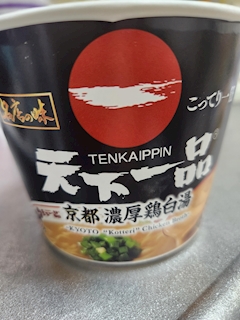 名店の味
こってり
TENKAIPPIN
天下一品
京都 濃厚鶏白湯
KYOTO "Kotteri" Chicken